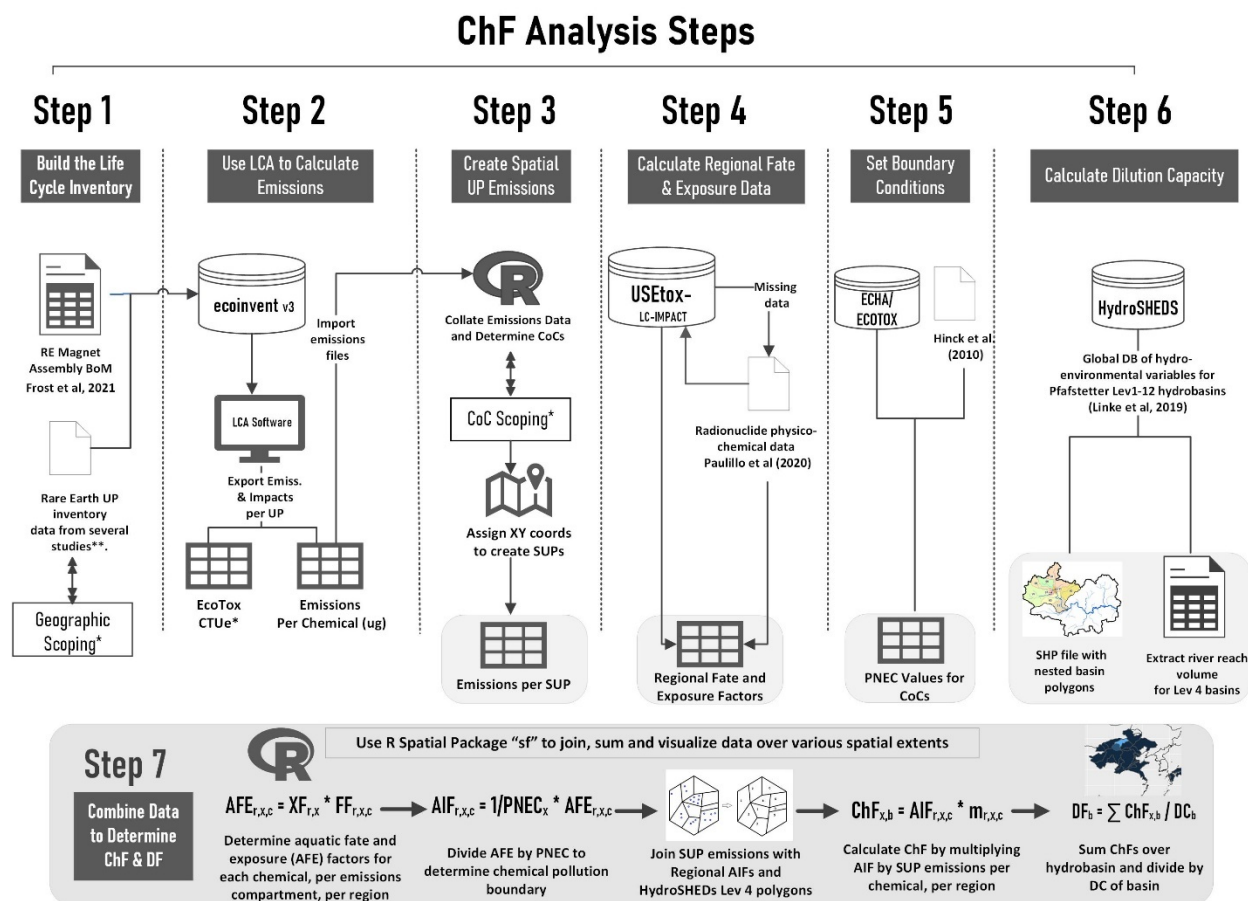 ChF Analysis Steps
Step 1
Build the Life
Cycle Inventory
RE Magnet
Assembly BoM
Frost et al, 2021
Rare Earth UP
inventory
data from several
studies**.
Geographic
Scoping*
Step 2
Use LCA to Calculate
Emissions
ecoinvent v3
Import
emissions
files
LCA Software
Export Emiss.
& Impacts
per UP
EcoTox
CTUe*
Emissions
Per Chemical (ug)
Step 3
Create Spatial
UP Emissions
R
Collate Emissions Data
and Determine CoCs
CoC Scoping*
Assign XY coords
to create SUPs
Emissions per SUP
Step 4
Calculate Regional Fate
& Exposure Data
USEtox-
LC-IMPACT
Missing
data
Radionuclide physico-
chemical data
Paulillo et al (2020)
Regional Fate and
Exposure Factors
Step 5
Set Boundary
Conditions
ECHA/
ECOTOX
Hinck et al.
(2010)
PNEC Values for
CoCs
Step 6
Calculate Dilution Capacity
HydroSHEDS
Global DB of hydro-
environmental variables for
Pfafstetter Lev1-12 hydrobasins
(Linke et al, 2019)
SHP file with
nested basin
polygons
Extract river reach
volume
for Lev 4 basins
Step 7
Combine Data
to Determine
ChF & DF
R
Use R Spatial Package “sf” to join, sum and visualize data over various spatial extents
AFEr,x,c = XFr,x * FFr,x,c
Determine aquatic fate and
exposure (AFE) factors for
each chemical, per emissions
compartment, per region
AIFr,x,c = 1/PNECx * AFEr,x,c
Divide AFE by PNEC to
determine chemical pollution
boundary
Join SUP emissions with
Regional AIFs and
HydroSHEDs Lev 4 polygons
ChFx,b = AIFr,x,c * mr,x,c
Calculate ChF by multiplying
AIF by SUP emissions per
chemical, per region
DFb = ∑ ChFx,b / DCb
Sum ChFs over
hydrobasin and divide by
DC of basin